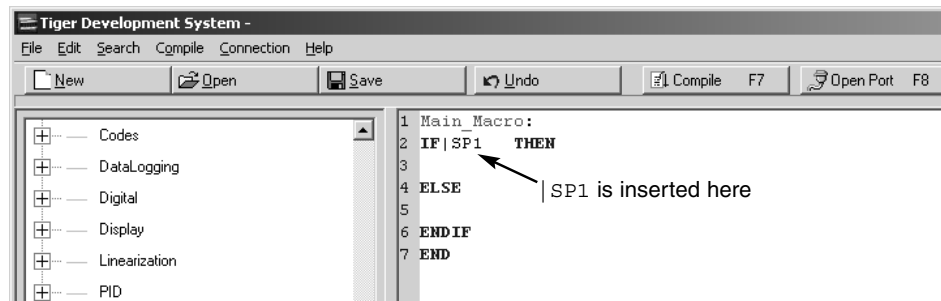 Tiger Development System -
File Edit Search Compile Connection Help
New Open Save Undo Compile F7 Open Port F8
Codes
DataLogging
Digital
Display
Linearization
PID
1 Main_Macro:
2 IF|SP1 THEN
3
4 ELSE
5
6 ENDIF
7 END
|SP1 is inserted here